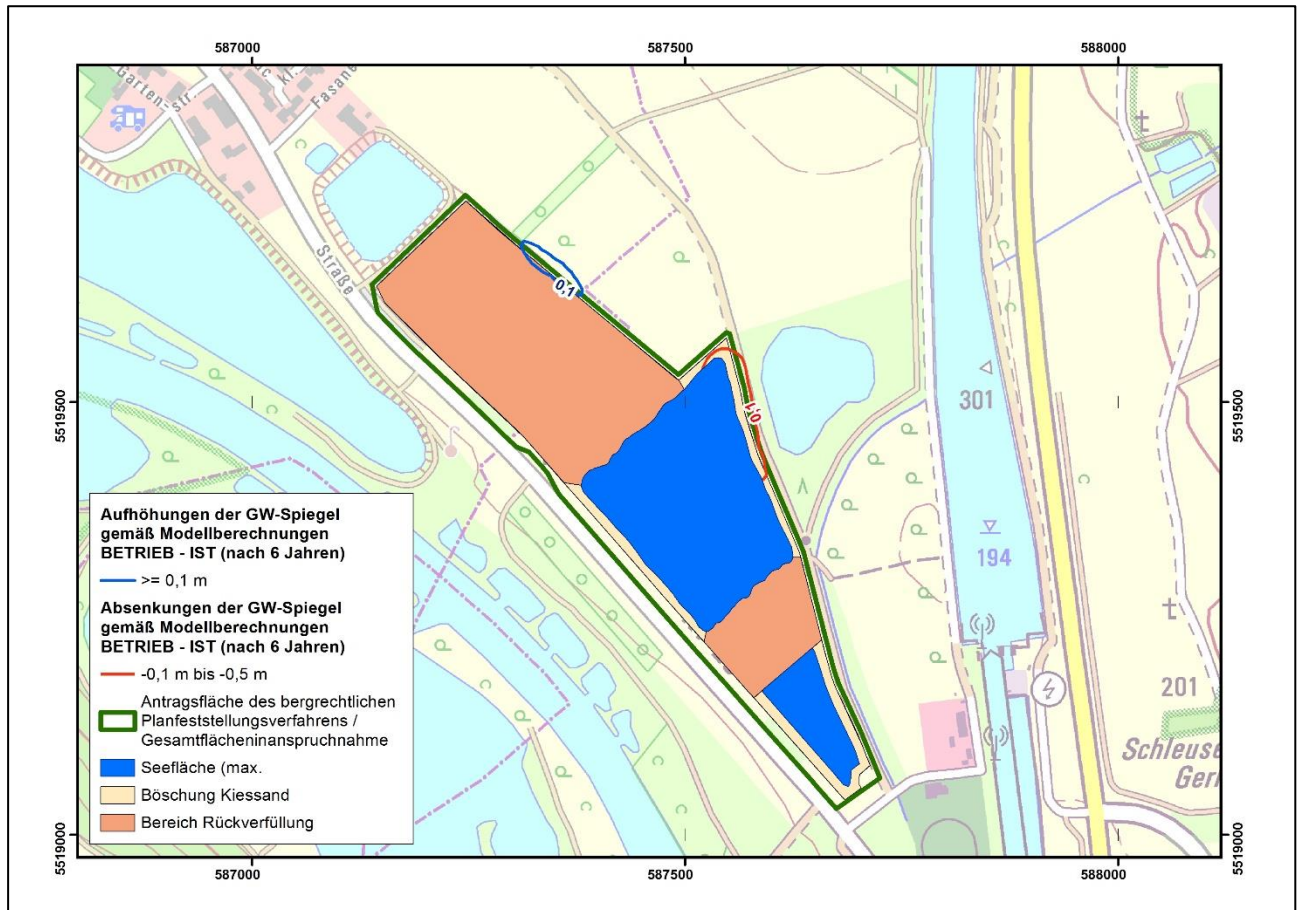 587000
587500
588000
Garten-str.
kl.
Fasane
Straße
0,1
0,1
5519500
5519500
301
194
201
Schleuse
Gerl
Aufhöhungen der GW-Spiegel
gemäß Modellberechnungen
BETRIEB - IST (nach 6 Jahren)
>= 0,1 m
Absenkungen der GW-Spiegel
gemäß Modellberechnungen
BETRIEB - IST (nach 6 Jahren)
-0,1 m bis -0,5 m
Antragsfläche des bergrechtlichen
Planfeststellungsverfahrens /
Gesamtflächeninanspruchnahme
Seefläche (max.
Böschung Kiessand
Bereich Rückverfüllung
5519000
5519000
587000
587500
588000